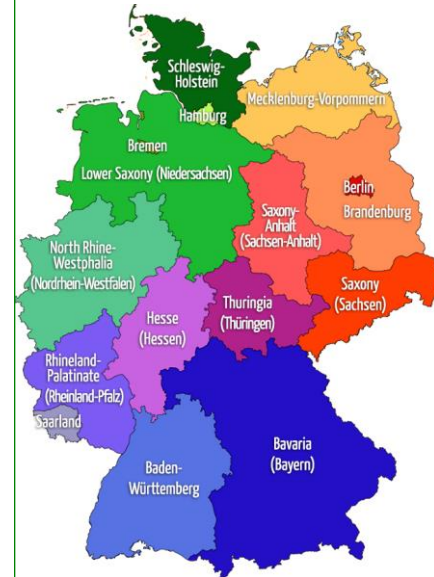 Schleswig-
Holstein
Mecklenburg-Vorpommern
Hamburg
Bremen
Lower Saxony (Niedersachsen)
Berlin
Brandenburg
Saxony-
Anhalt
(Sachsen-Anhalt)
North Rhine-
Westphalia
(Nordrhein-Westfalen)
Hesse
(Hessen)
Thuringia
(Thüringen)
Saxony
(Sachsen)
Rhineland-
Palatinate
(Rheinland-Pfalz)
Saarland
Baden-
Württemberg
Bavaria
(Bayern)